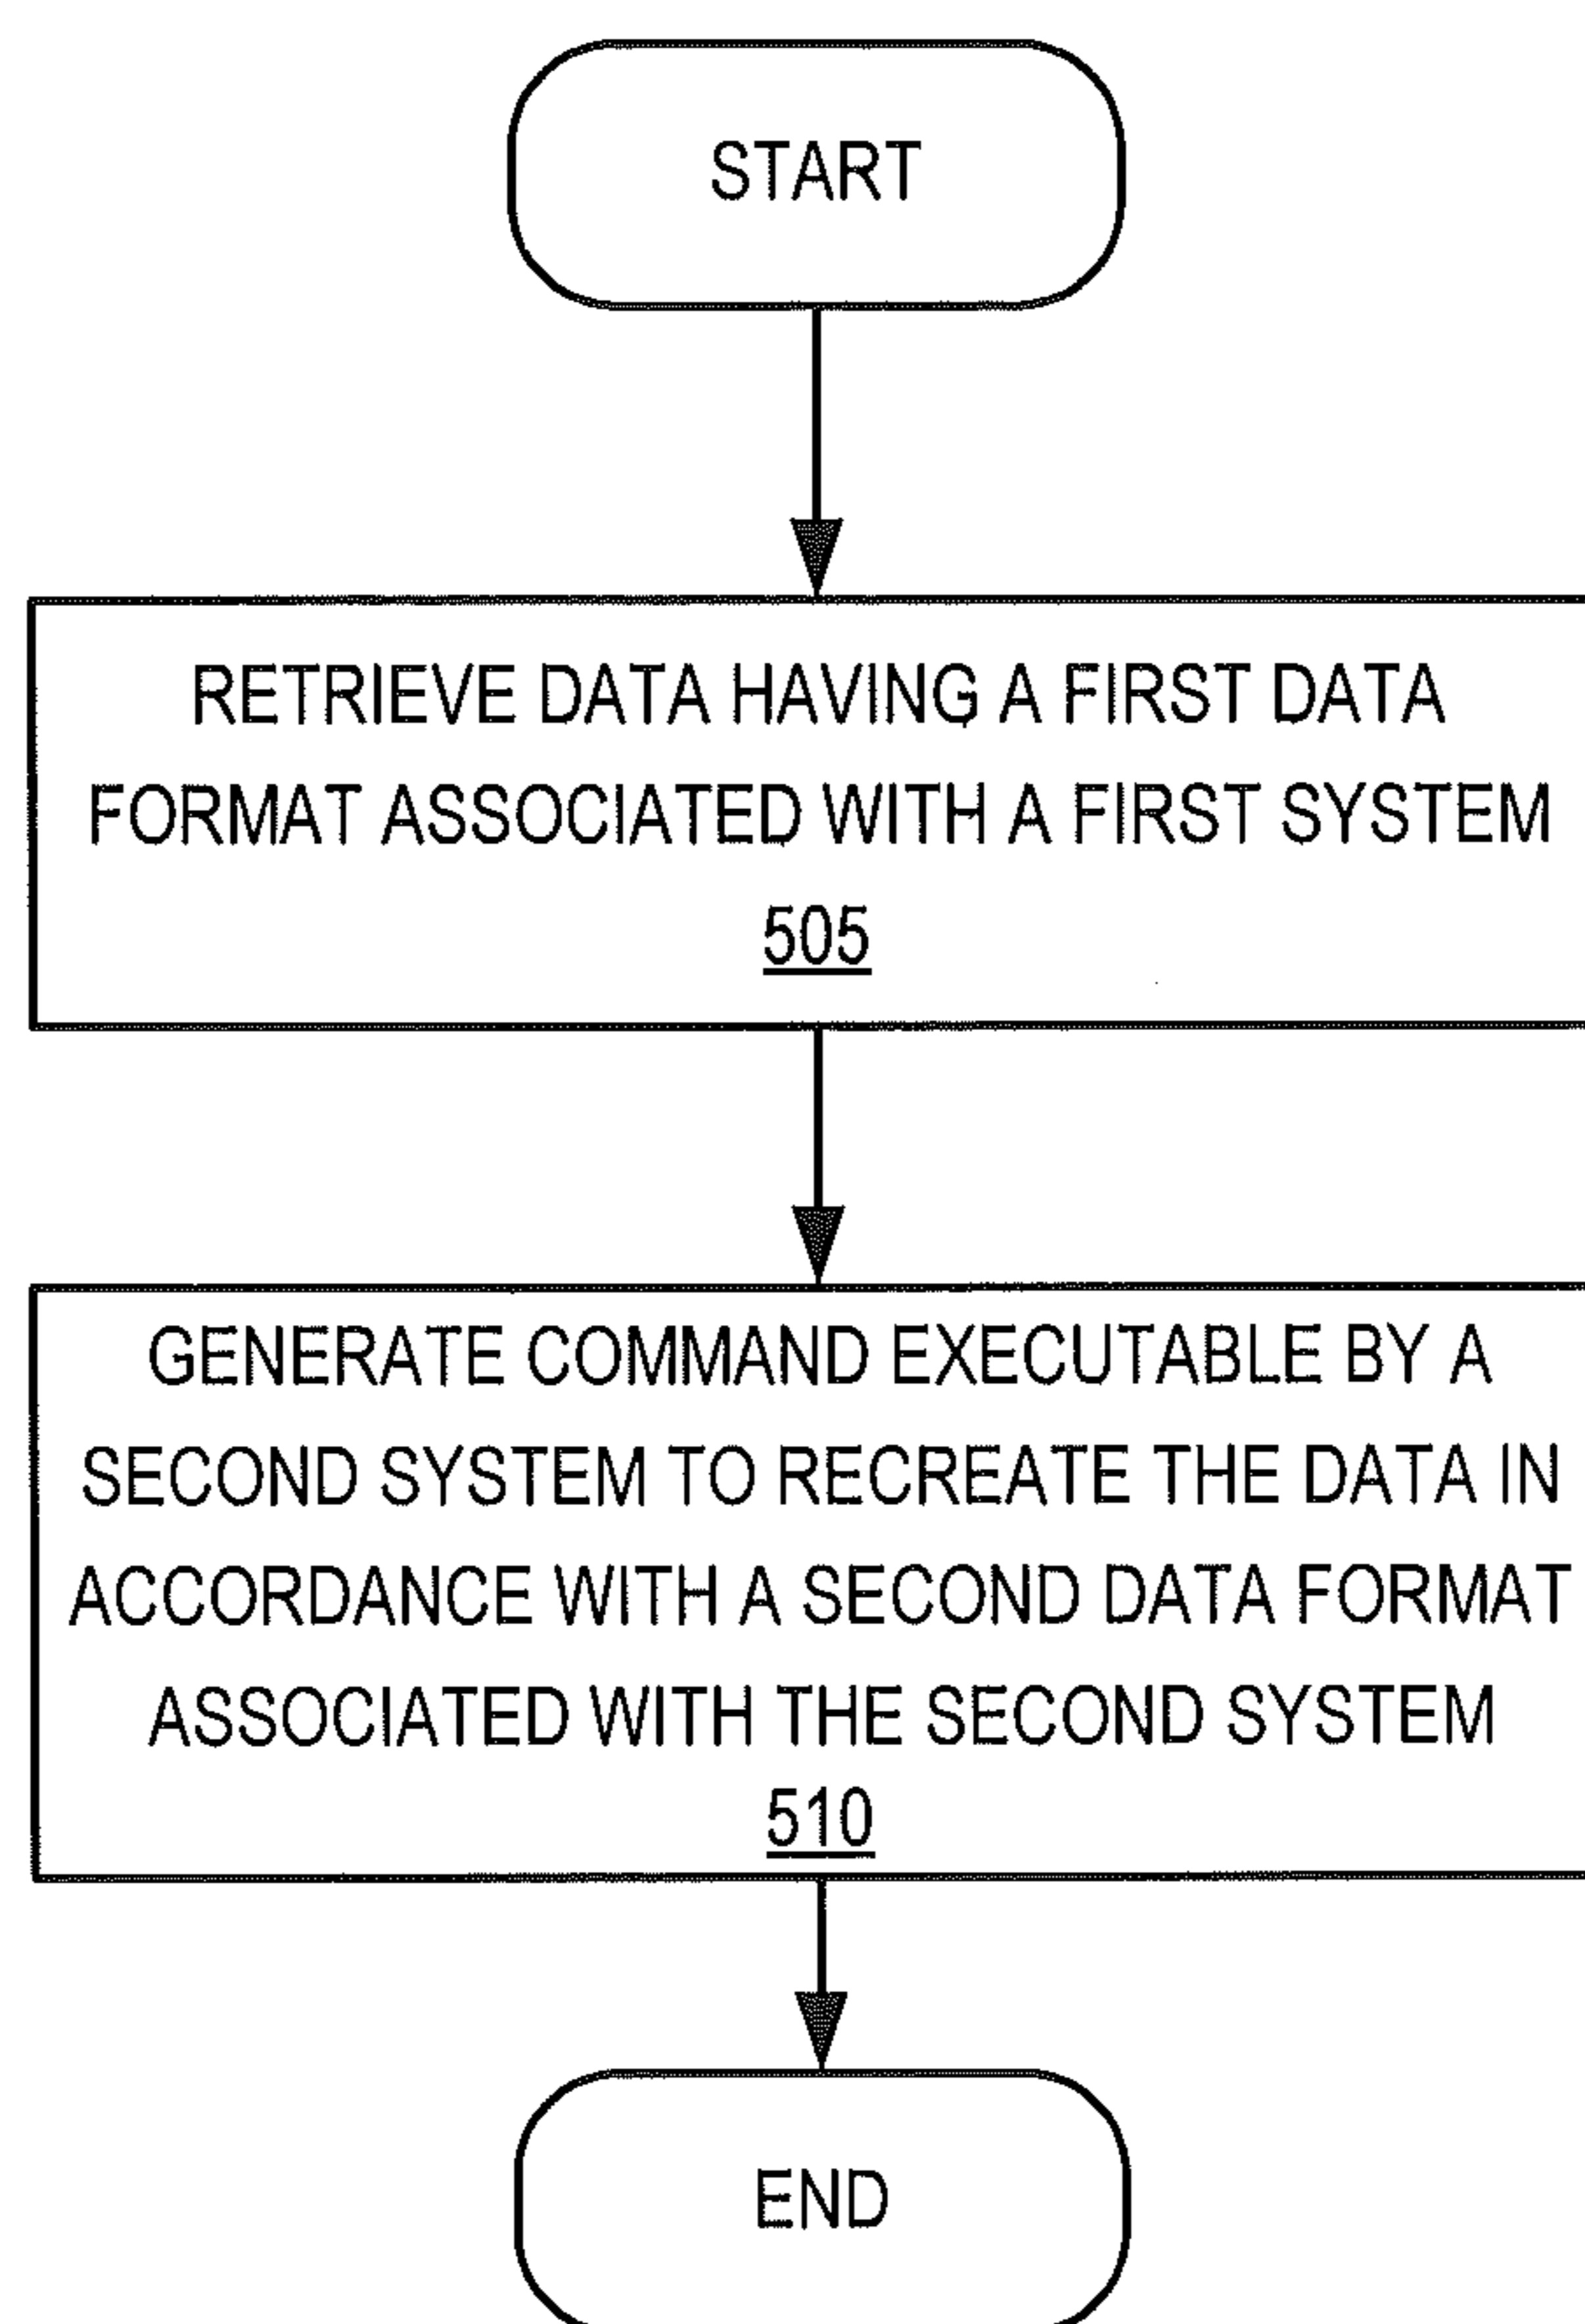 START
RETRIEVE DATA HAVING A FIRST DATA
FORMAT ASSOCIATED WITH A FIRST SYSTEM
505
GENERATE COMMAND EXECUTABLE BY A
SECOND SYSTEM TO RECREATE THE DATA IN
ACCORDANCE WITH A SECOND DATA FORMAT
ASSOCIATED WITH THE SECOND SYSTEM
510
END